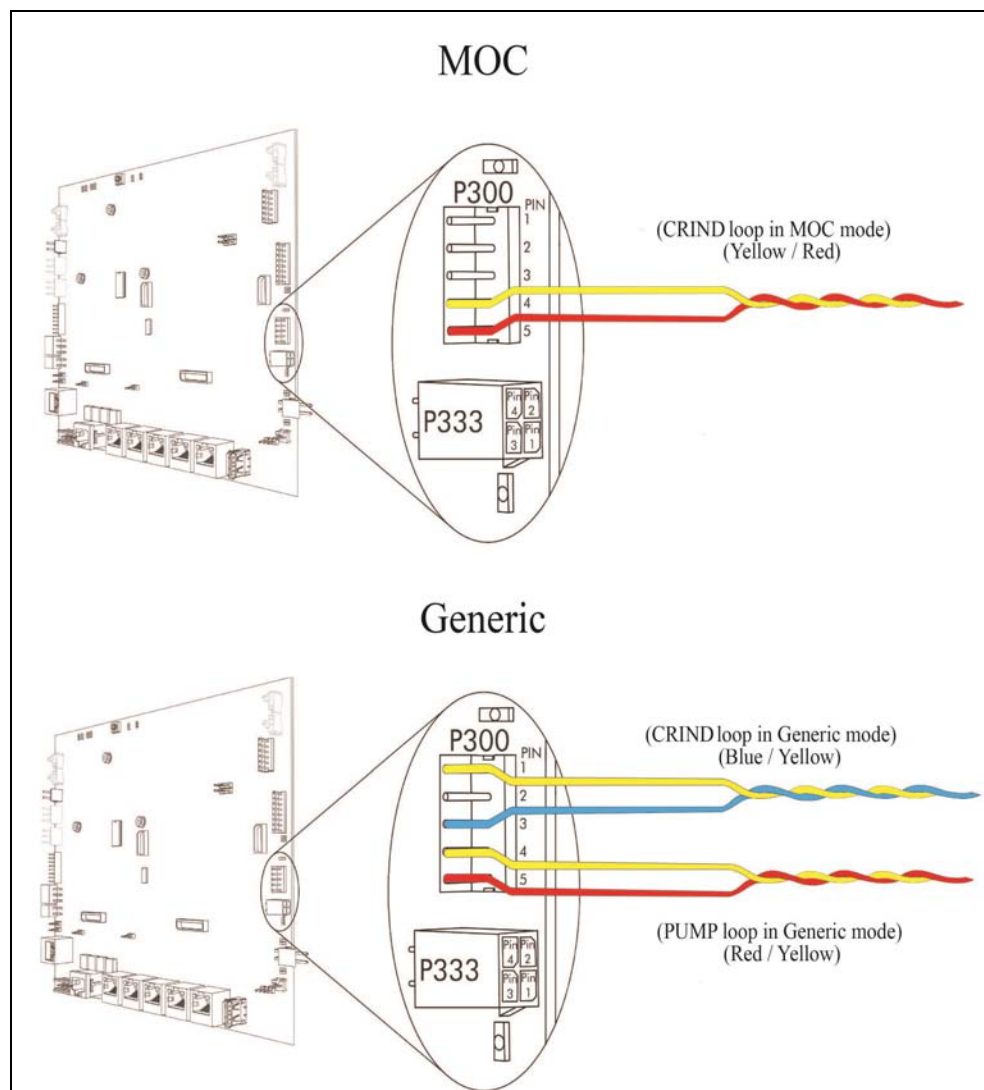 MOC
P300
PIN
1
2
3
4
5
(CRIND loop in MOC mode)
(Yellow / Red)
P333
Pin 4
Pin 2
Pin 3
Pin 1
Generic
P300
PIN
1
2
3
4
5
(CRIND loop in Generic mode)
(Blue / Yellow)
(PUMP loop in Generic mode)
(Red / Yellow)
P333
Pin 4
Pin 2
Pin 3
Pin 1